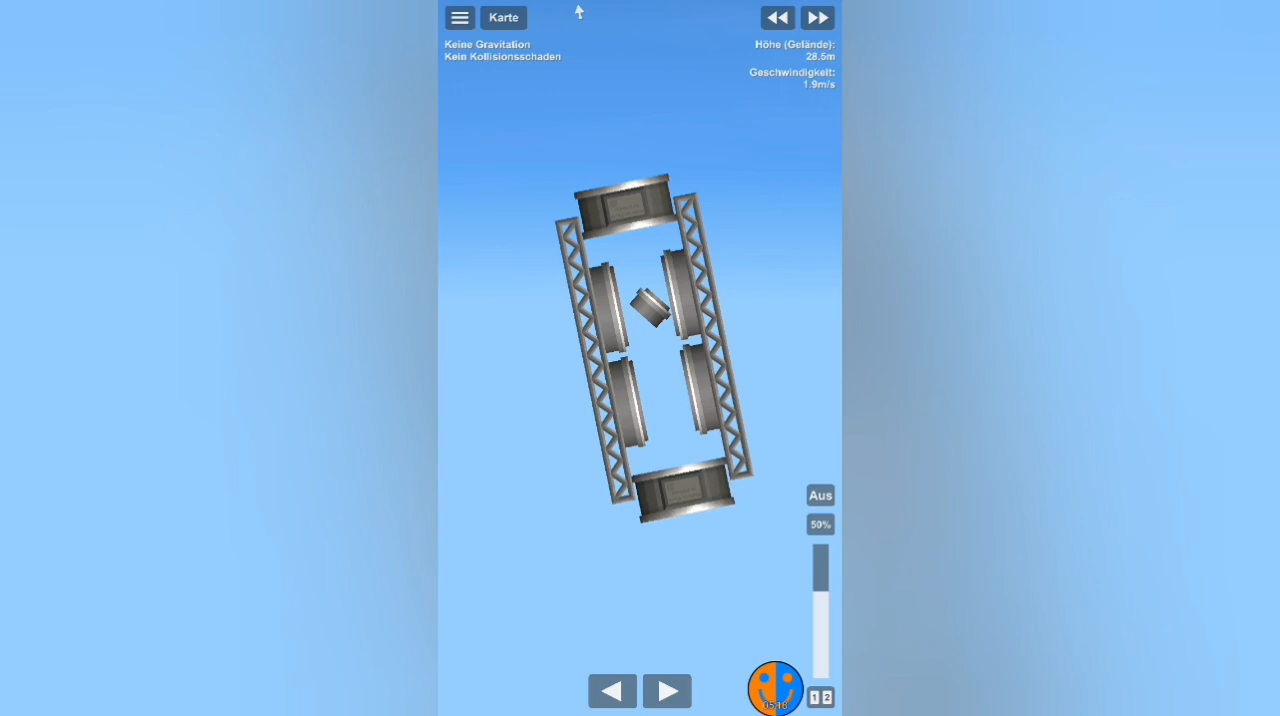 Karte
Keine Gravitation
Kein Kollisionsschaden
Höhe (Gelände):
28.5m
Geschwindigkeit:
1.9m/s
Aus
50%
1 2